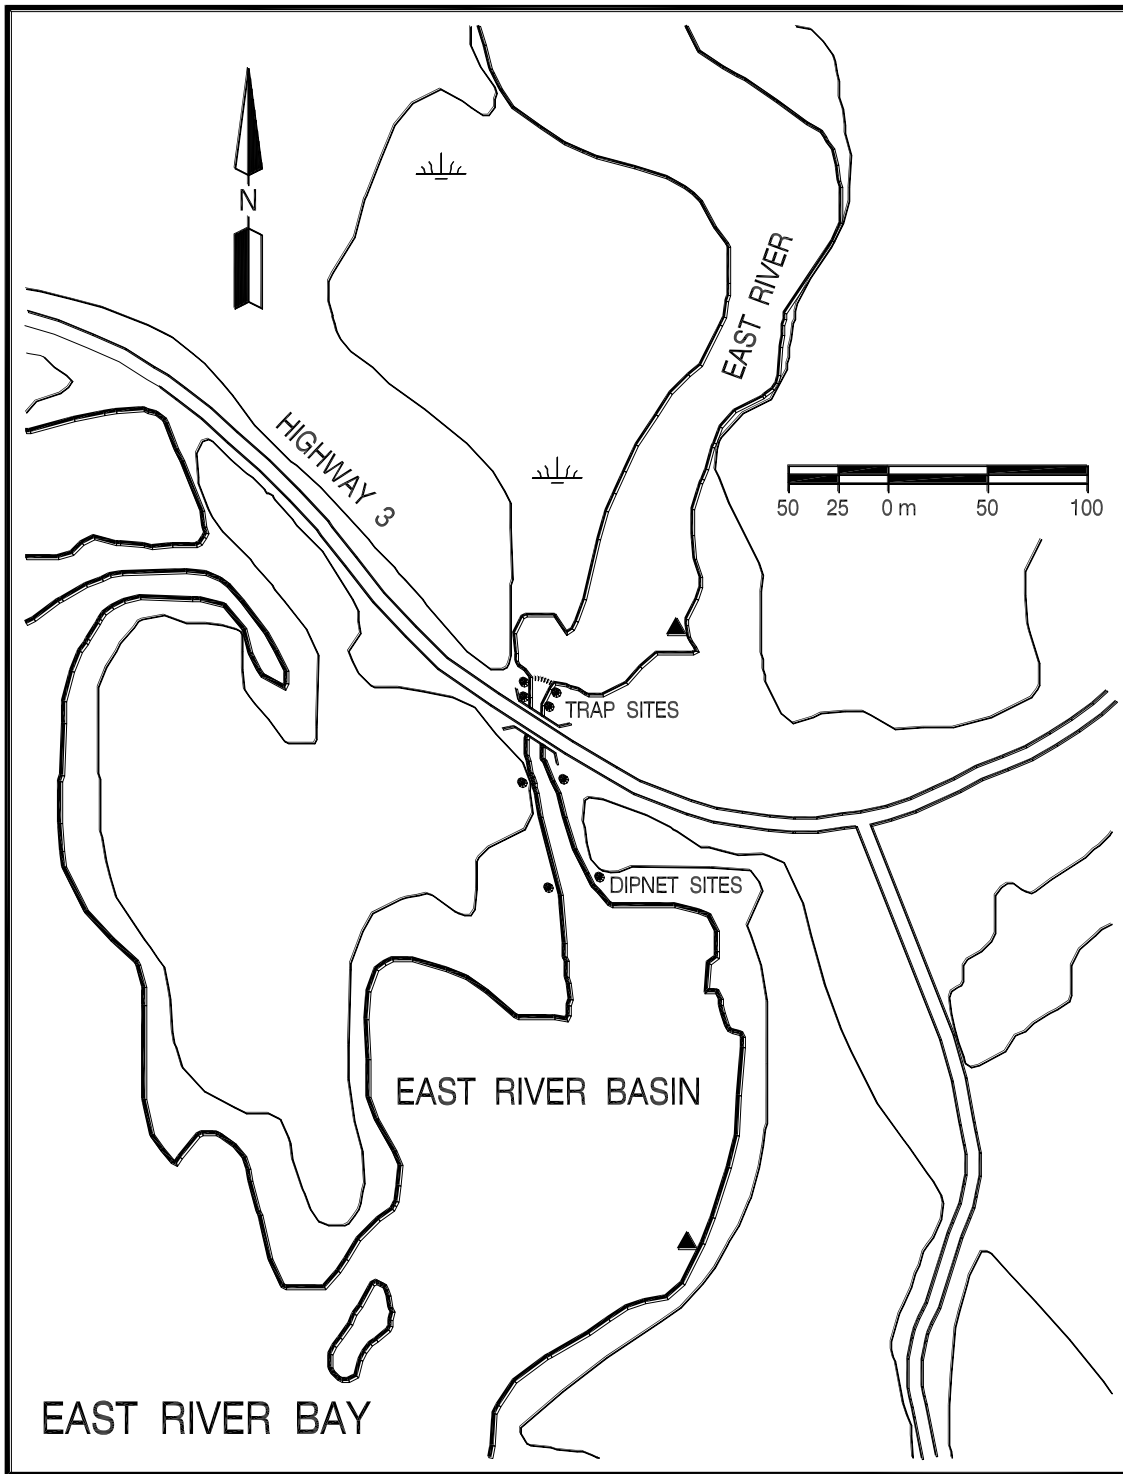 N
EAST RIVER
HIGHWAY 3
50 25 0 m 50 100
TRAP SITES
DIPNET SITES
EAST RIVER BASIN
EAST RIVER BAY